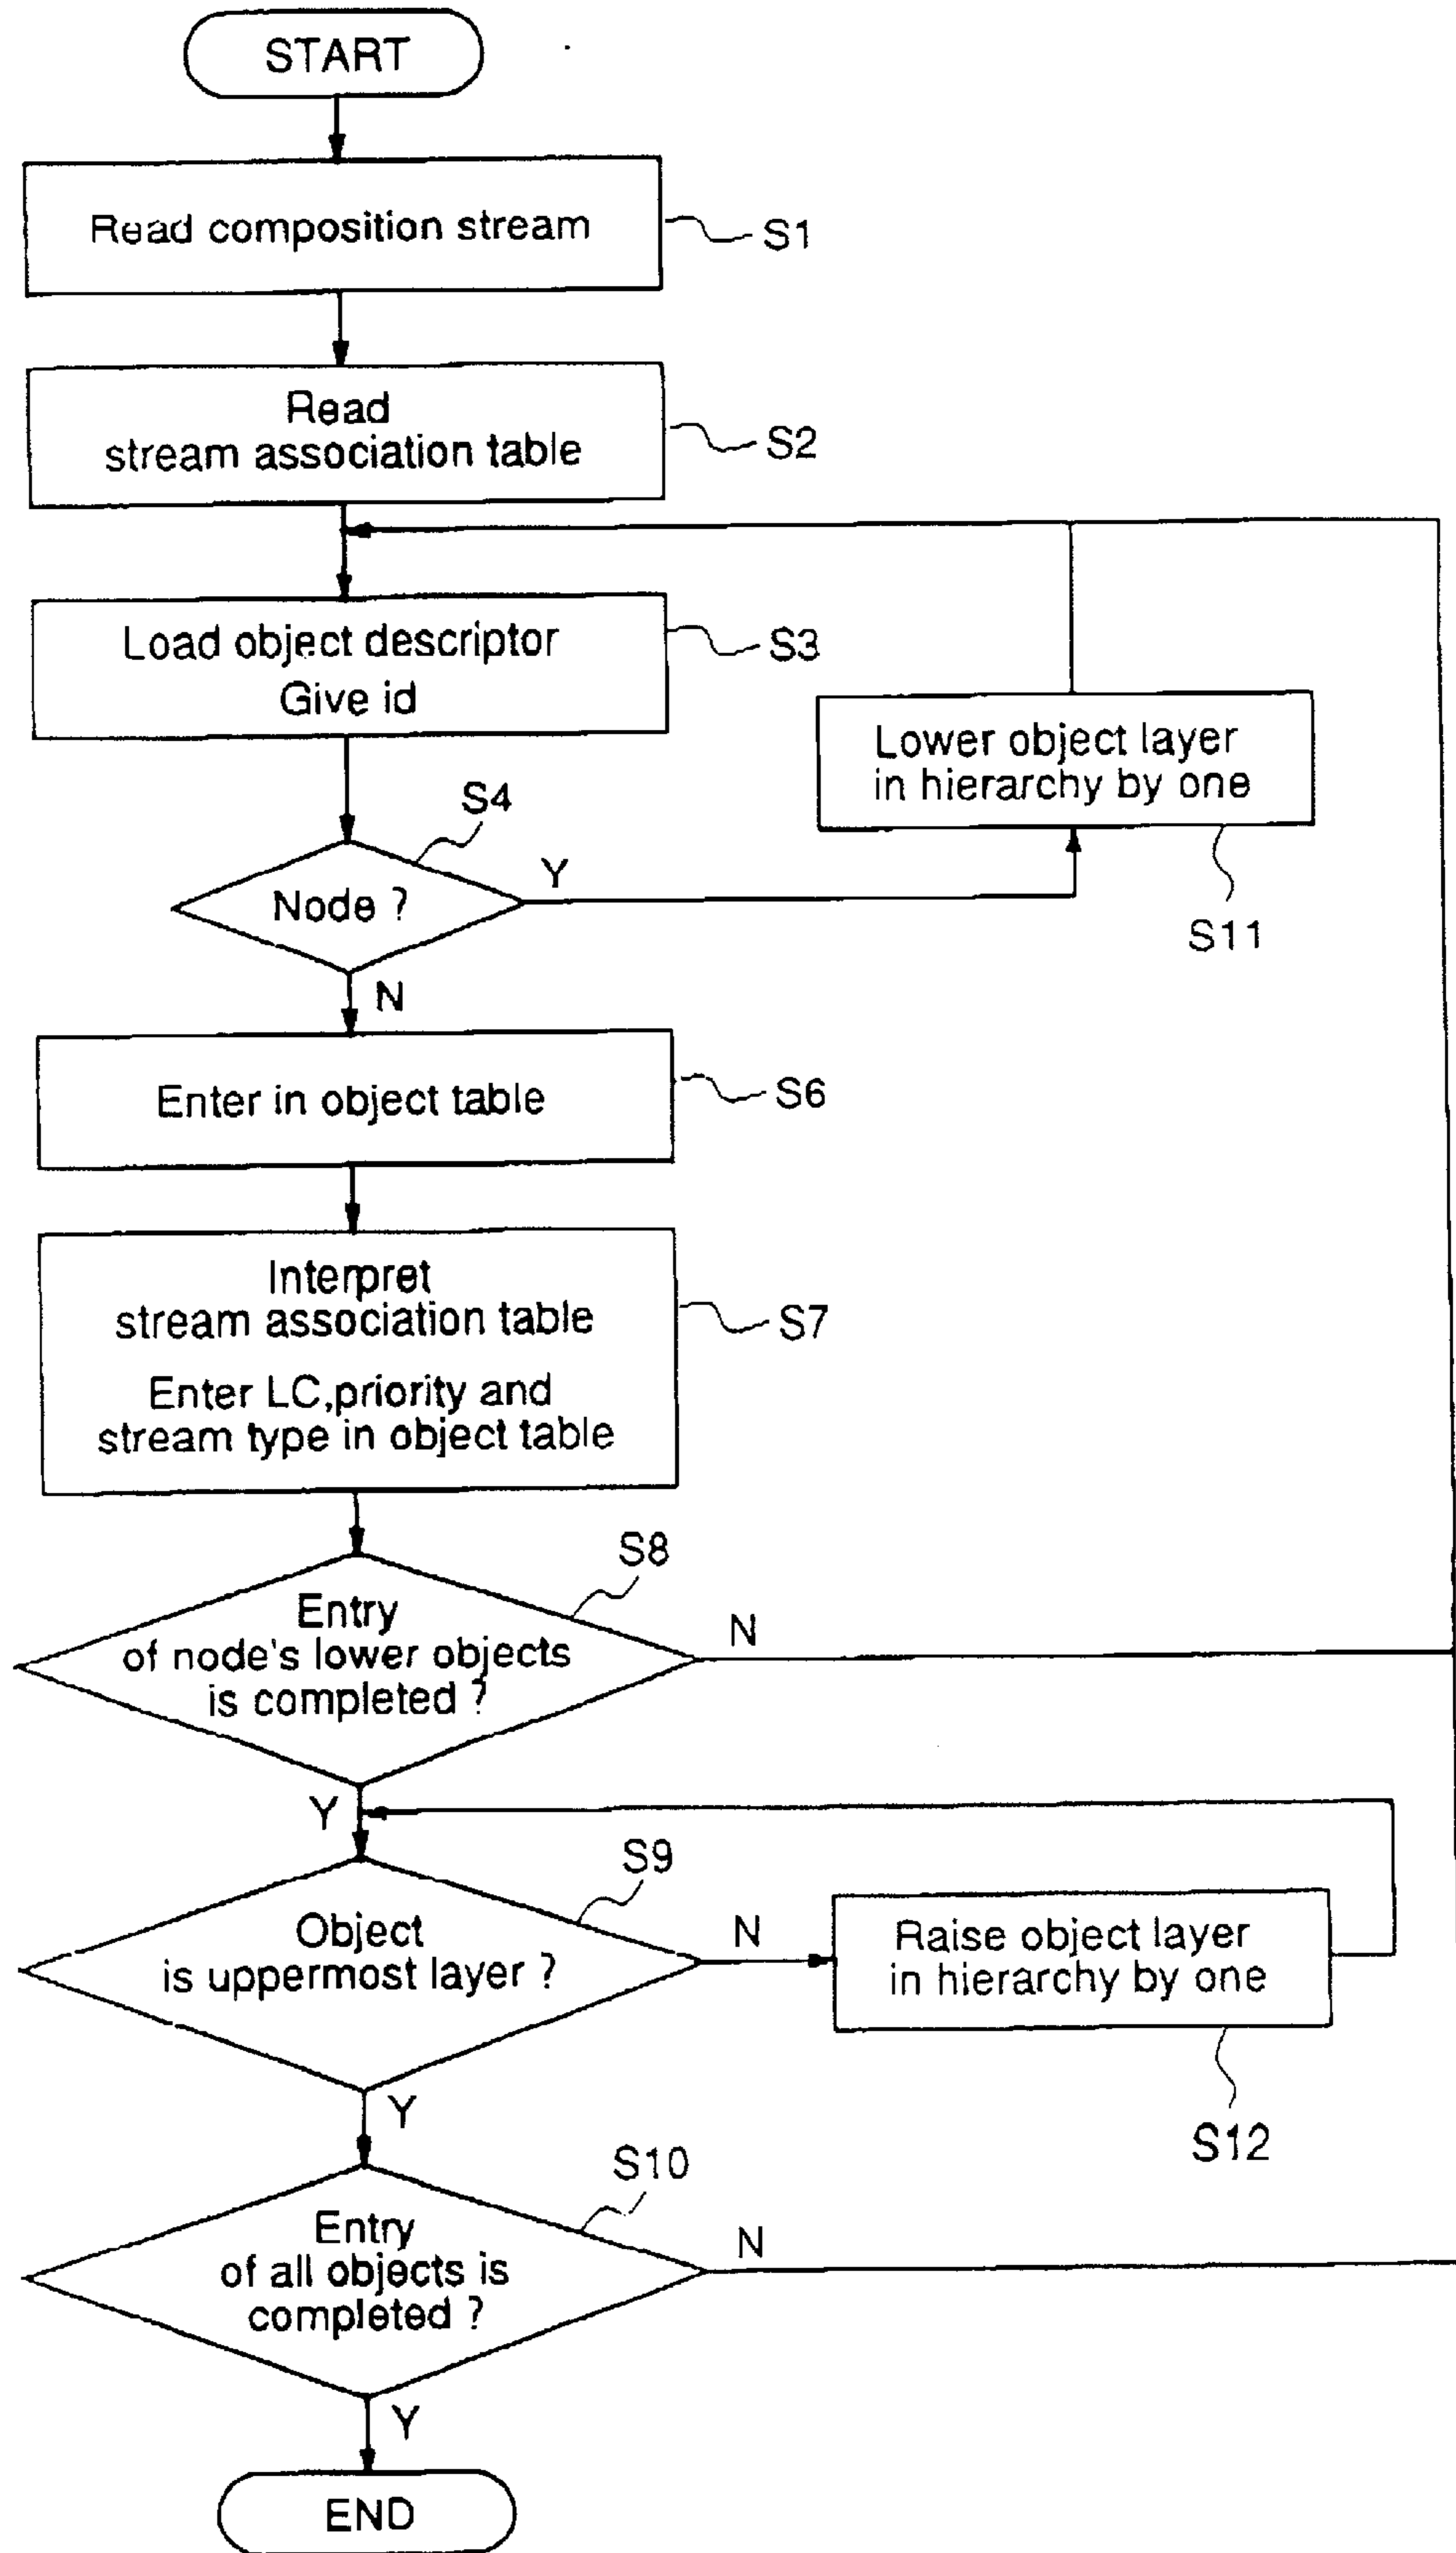 START
Read composition stream
S1
Read
stream association table
S2
Load object descriptor
Give id
S3
Lower object layer
in hierarchy by one
S11
S4
Node ?
Y
N
Enter in object table
S6
Interpret
stream association table
Enter LC,priority and
stream type in object table
S7
S8
Entry
of node's lower objects
is completed ?
N
Y
S9
Object
is uppermost layer ?
N
Raise object layer
in hierarchy by one
S12
Y
S10
Entry
of all objects is
completed ?
N
Y
END